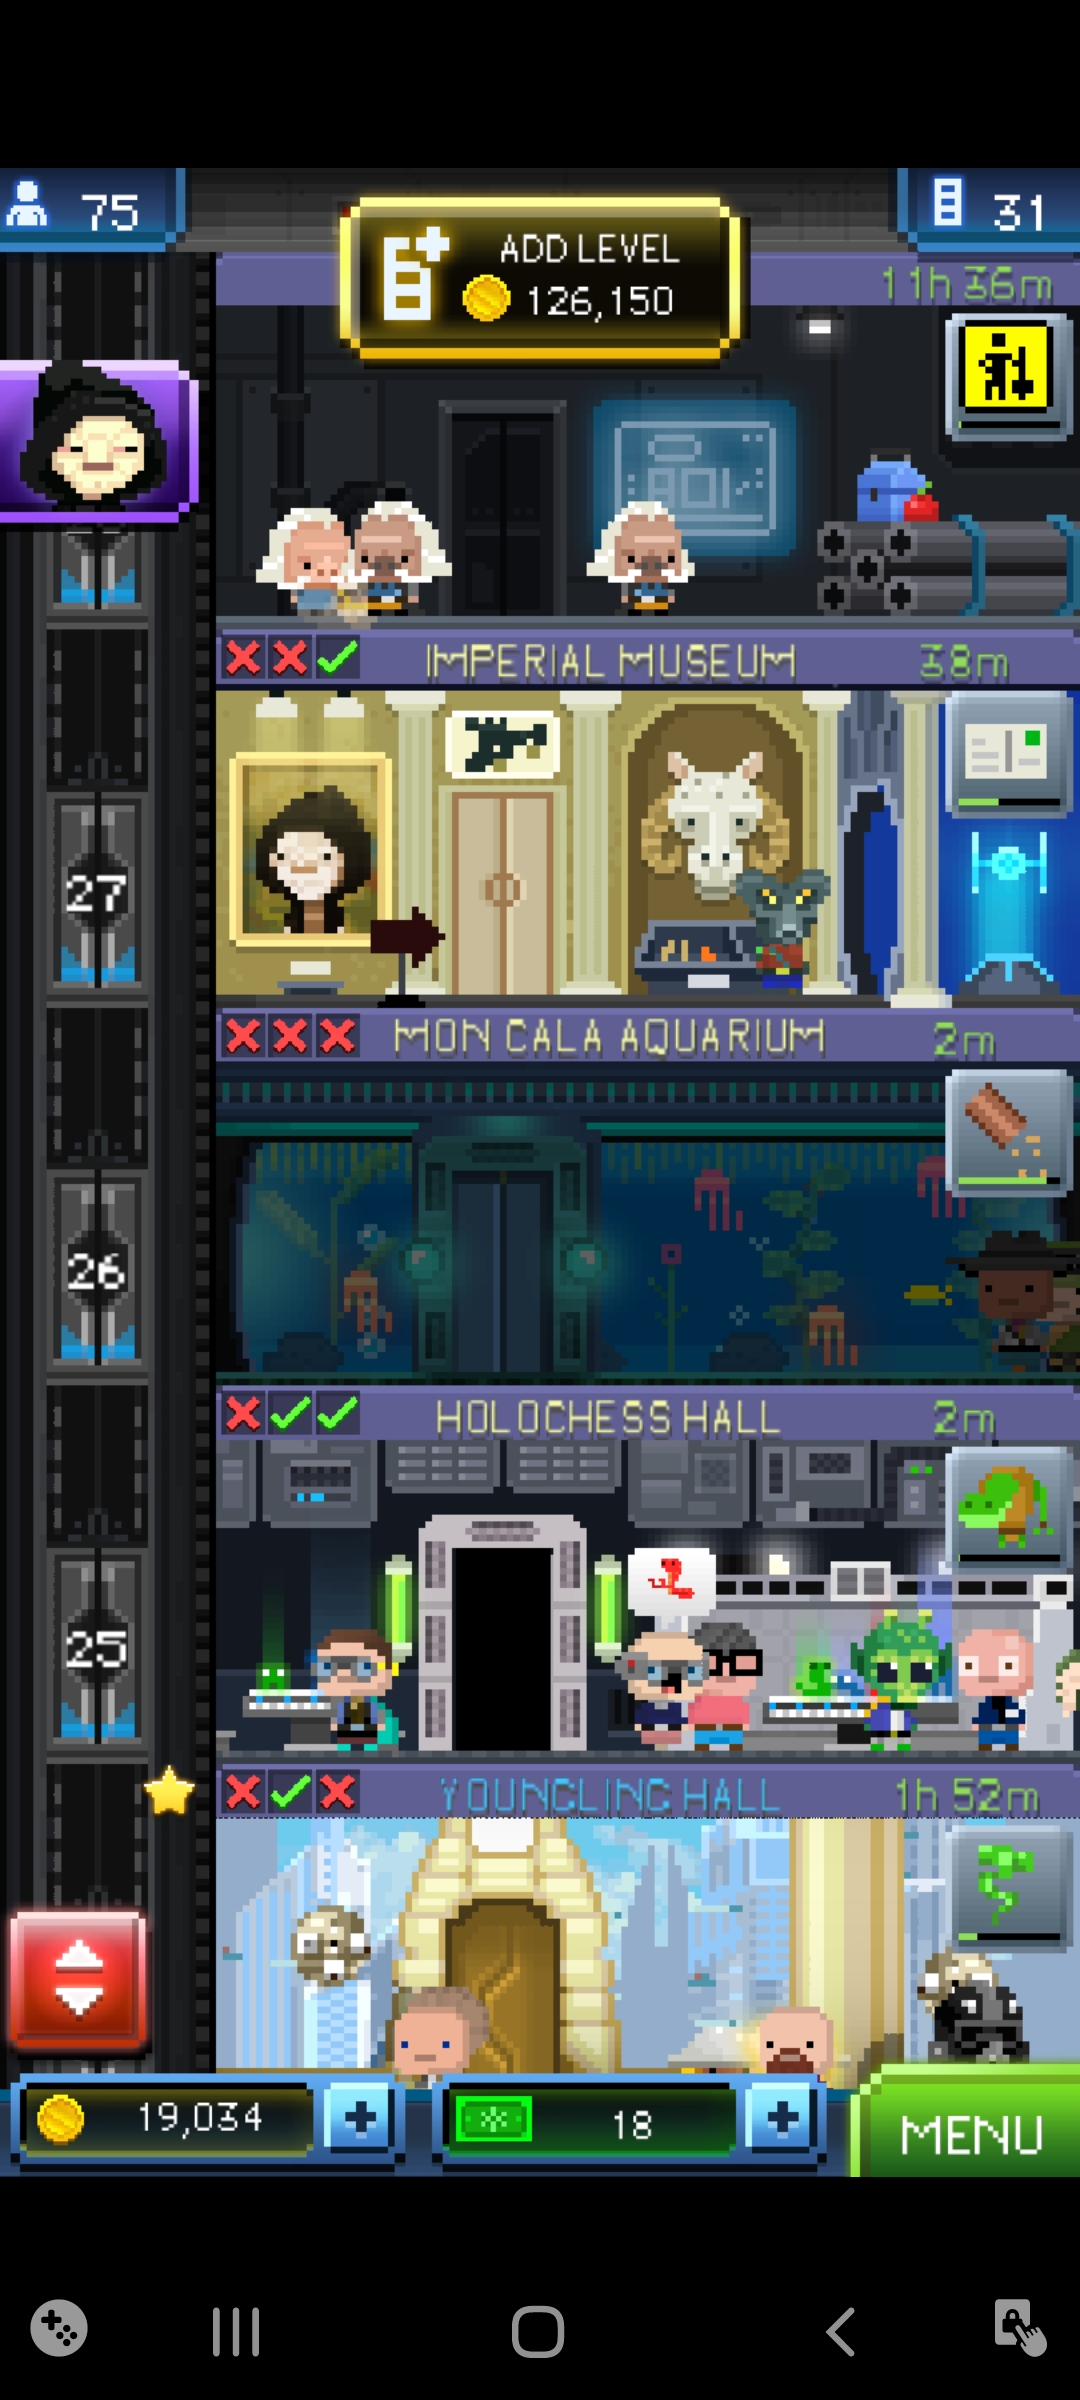 75
ADD LEVEL
126,150
31
11h 36m
IMPERIAL MUSEUM
38m
27
MON CALA AQUARIUM
2m
26
HOLOCHESS HALL
2m
25
YOUNGLING HALL
1h 52m
19,034
18
MENU